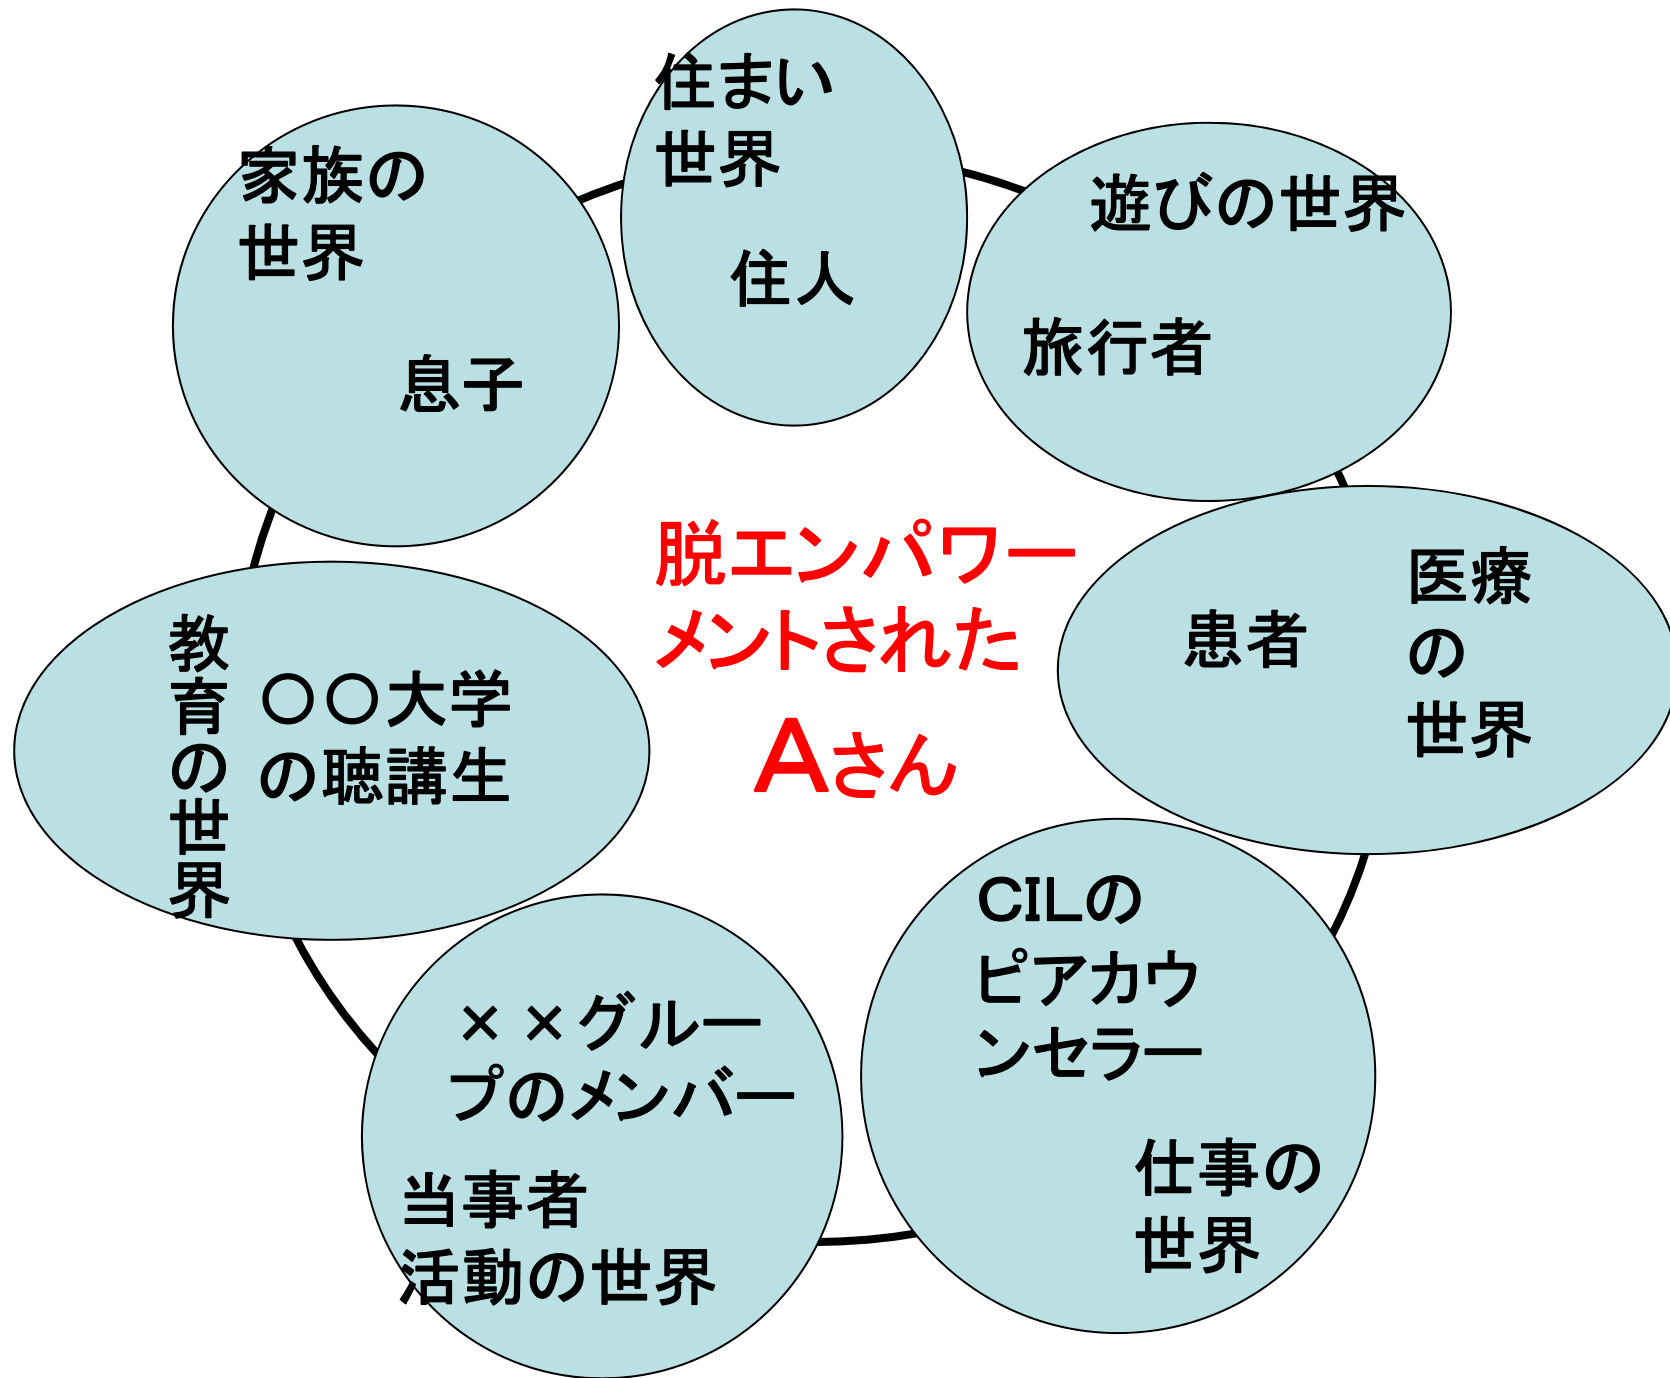 住まい
世界
住人
遊びの世界
旅行者
医療
の
世界
患者
CILの
ピアカウ
ンセラー
仕事の
世界
××グルー
プのメンバー
当事者
活動の世界
教育の世界
〇〇大学
の聴講生
家族の
世界
息子
脱エンパワー
メントされた
Aさん